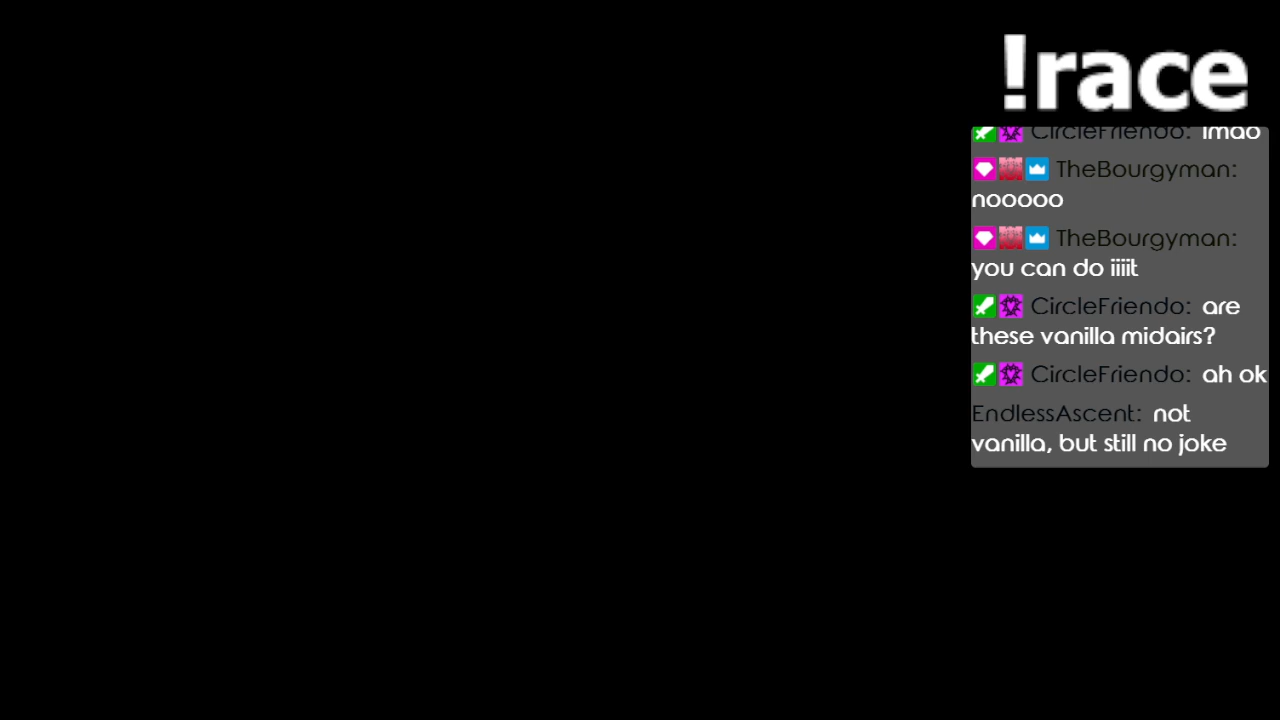 !race
CircleFriendo: lmao
TheBourgyman:
nooooo
TheBourgyman:
you can do iiiit
CircleFriendo: are
these vanilla midairs?
CircleFriendo: ah ok
EndlessAscent: not
vanilla, but still no joke